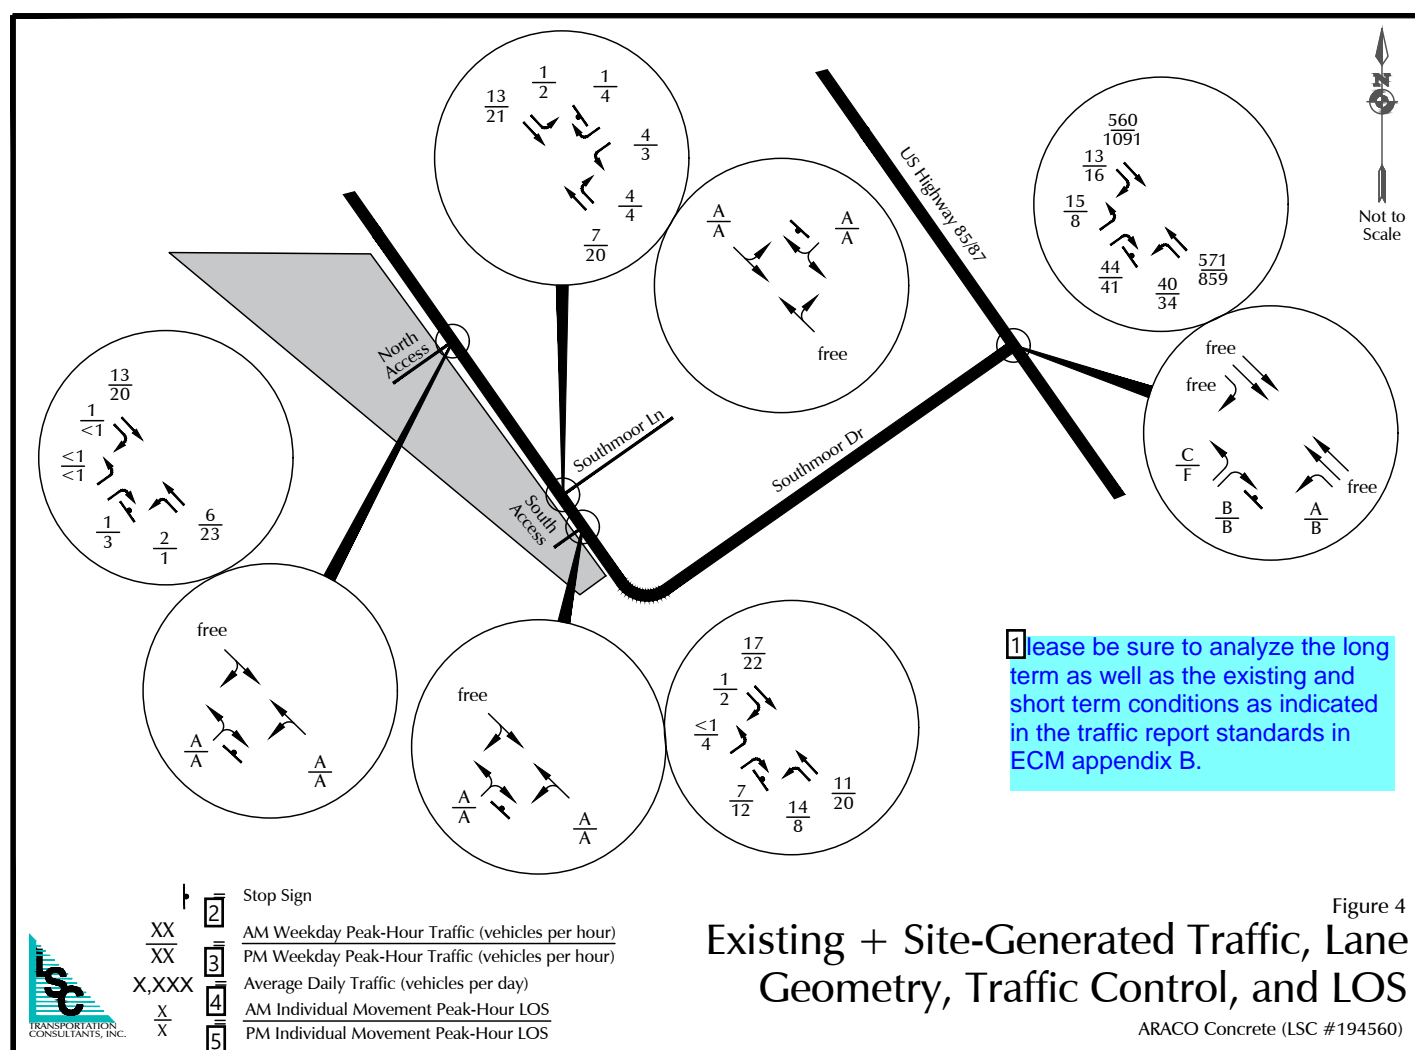 13
21
1
2
1
4
4
3
4
4
7
20
A
A
A
A
free
US Highway 85/87
560
1091
13
16
15
8
44
41
40
34
571
859
N
Not to
Scale
free
free
C
F
B
B
A
B
free
North
Access
Southmoor Ln
Southmoor Dr
South
Access
13
20
1
<1
<1
<1
1
3
2
1
6
23
free
A
A
A
A
free
A
A
A
A
17
22
1
2
<1
4
7
12
14
8
11
20
1lease be sure to analyze the long
term as well as the existing and
short term conditions as indicated
in the traffic report standards in
ECM appendix B.
= Stop Sign
2
XX
XX
= AM Weekday Peak-Hour Traffic (vehicles per hour)
PM Weekday Peak-Hour Traffic (vehicles per hour)
3
X,XXX = Average Daily Traffic (vehicles per day)
4
X
X
= AM Individual Movement Peak-Hour LOS
PM Individual Movement Peak-Hour LOS
5
LSC
TRANSPORTATION
CONSULTANTS, INC.
Figure 4
Existing + Site-Generated Traffic, Lane
Geometry, Traffic Control, and LOS
ARACO Concrete (LSC #194560)